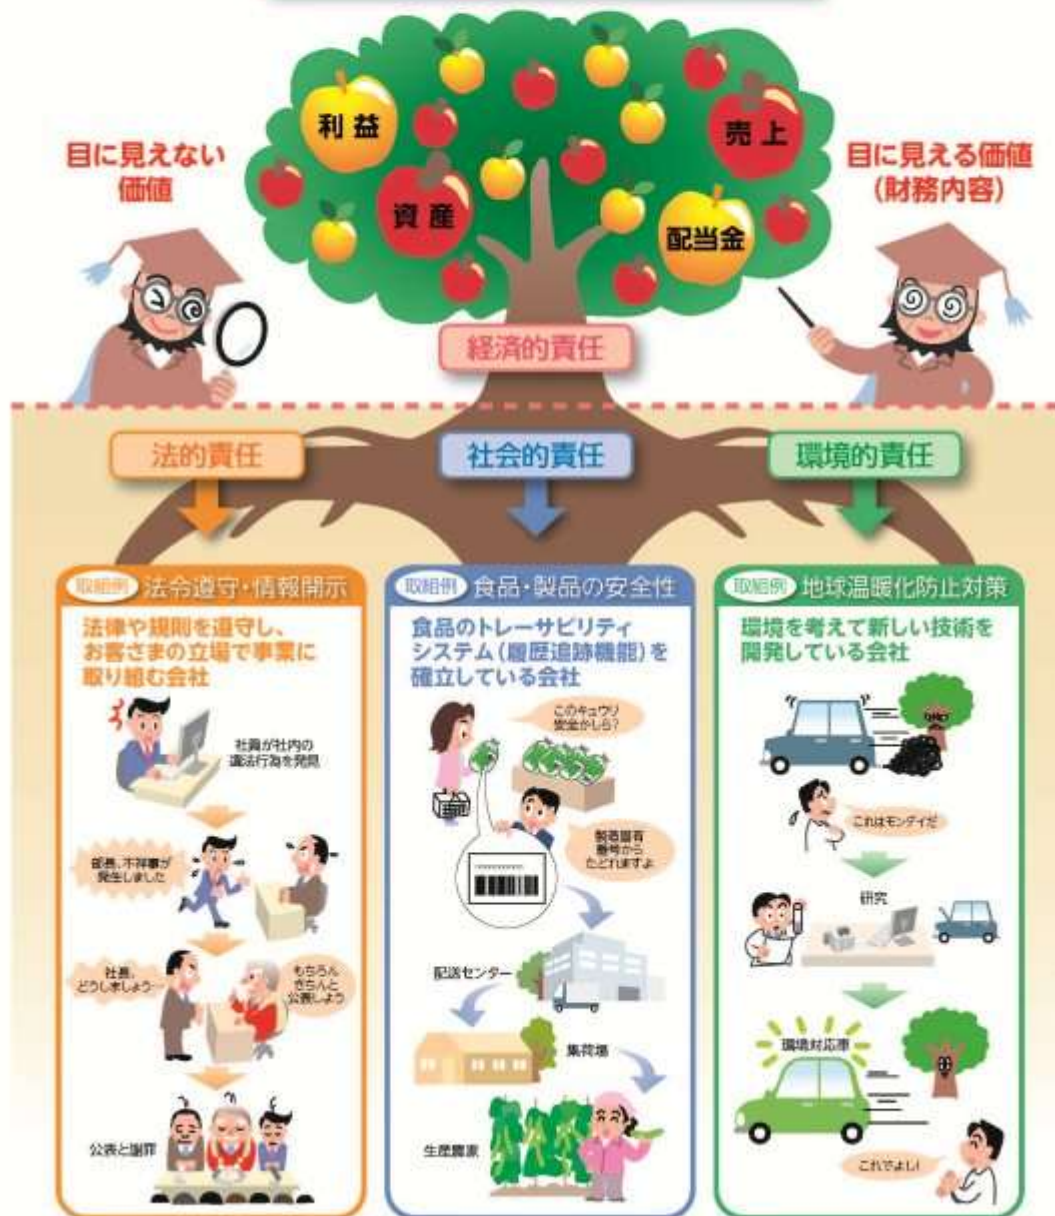 利益
売上
資産
配当金
目に見えない
価値
目に見える価値
(財務内容)
経済的責任
法的責任
社会的責任
環境的責任
取組例 法令遵守・情報開示
法律や規則を遵守し、
お客さまの立場で事業に
取り組む会社
社員が社内の
違法行為を発見
部長、不祥事が
発生しました
社長、
どうしましょう…
もちろん
きちんと
公表しよう
公表と謝罪
取組例 食品・製品の安全性
食品のトレーサビリティ
システム(履歴追跡機能)を
確立している会社
このキュウリ
安全かしら?
製造固有
番号から
たどれますよ
配送センター
集荷場
生産農家
取組例 地球温暖化防止対策
環境を考えて新しい技術を
開発している会社
これはモンダイだ
研究
環境対応車
これでよし!